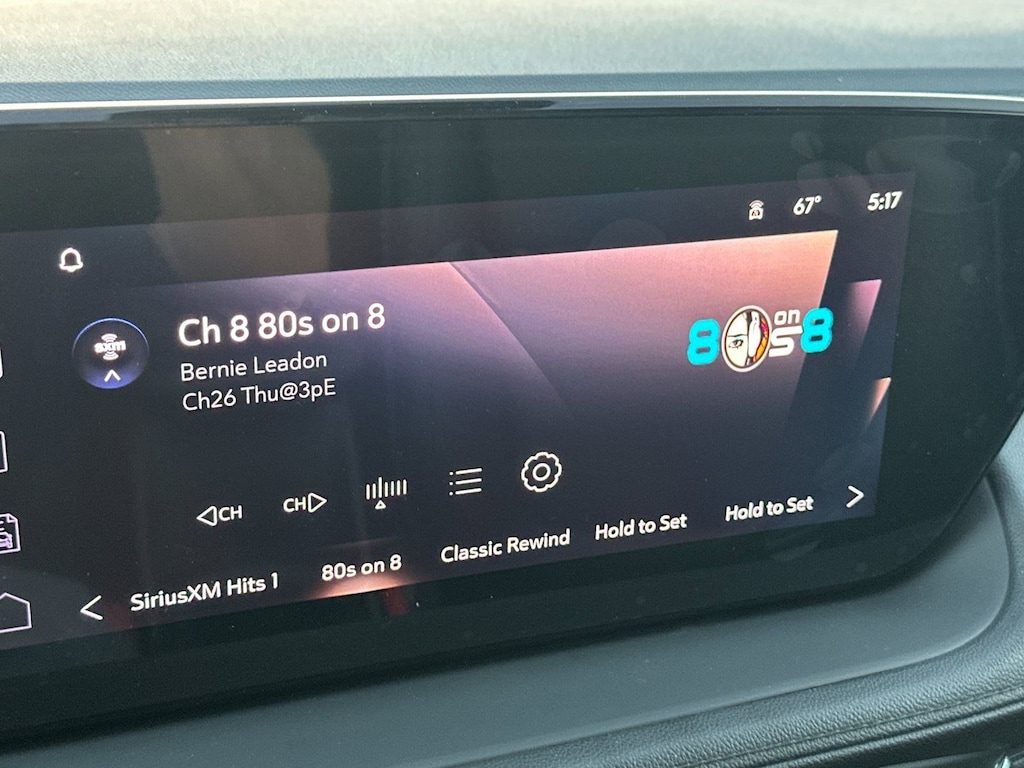 67° 5:17
Ch 8 80s on 8
Bernie Leadon
Ch26 Thu@3pE
sxm
80s on 8
CH CH
SiriusXM Hits 1 80s on 8 Classic Rewind Hold to Set Hold to Set